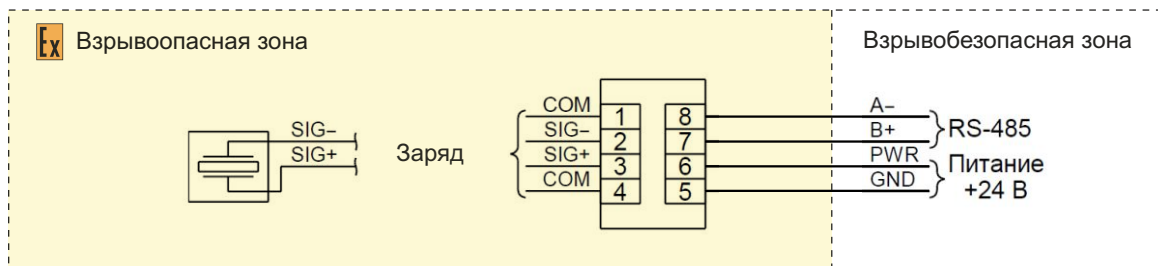 Ex Взрывоопасная зона
Взрывобезопасная зона
SIG–
SIG+
Заряд
COM
SIG–
SIG+
COM
1
2
3
4
8
7
6
5
A–
B+
PWR
GND
RS-485
Питание
+24 В